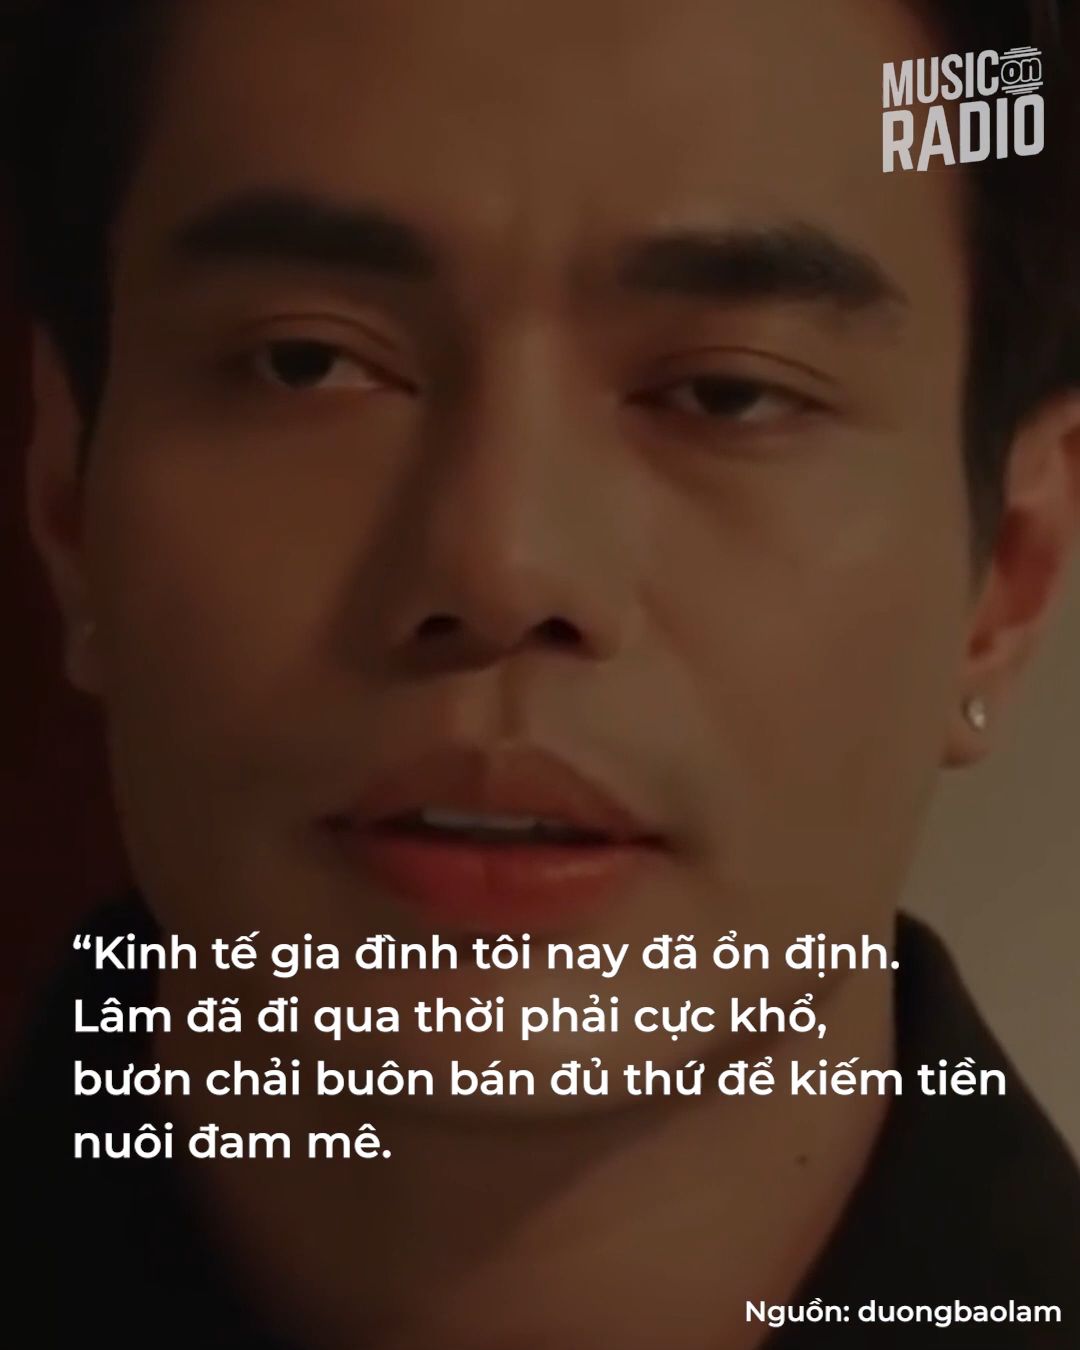 MUSIC on
RADIO
“Kinh tế gia đình tôi nay đã ổn định.
Lâm đã đi qua thời phải cực khổ,
bươn chải buôn bán đủ thứ để kiếm tiền
nuôi đam mê.
Nguồn: duongbaolam